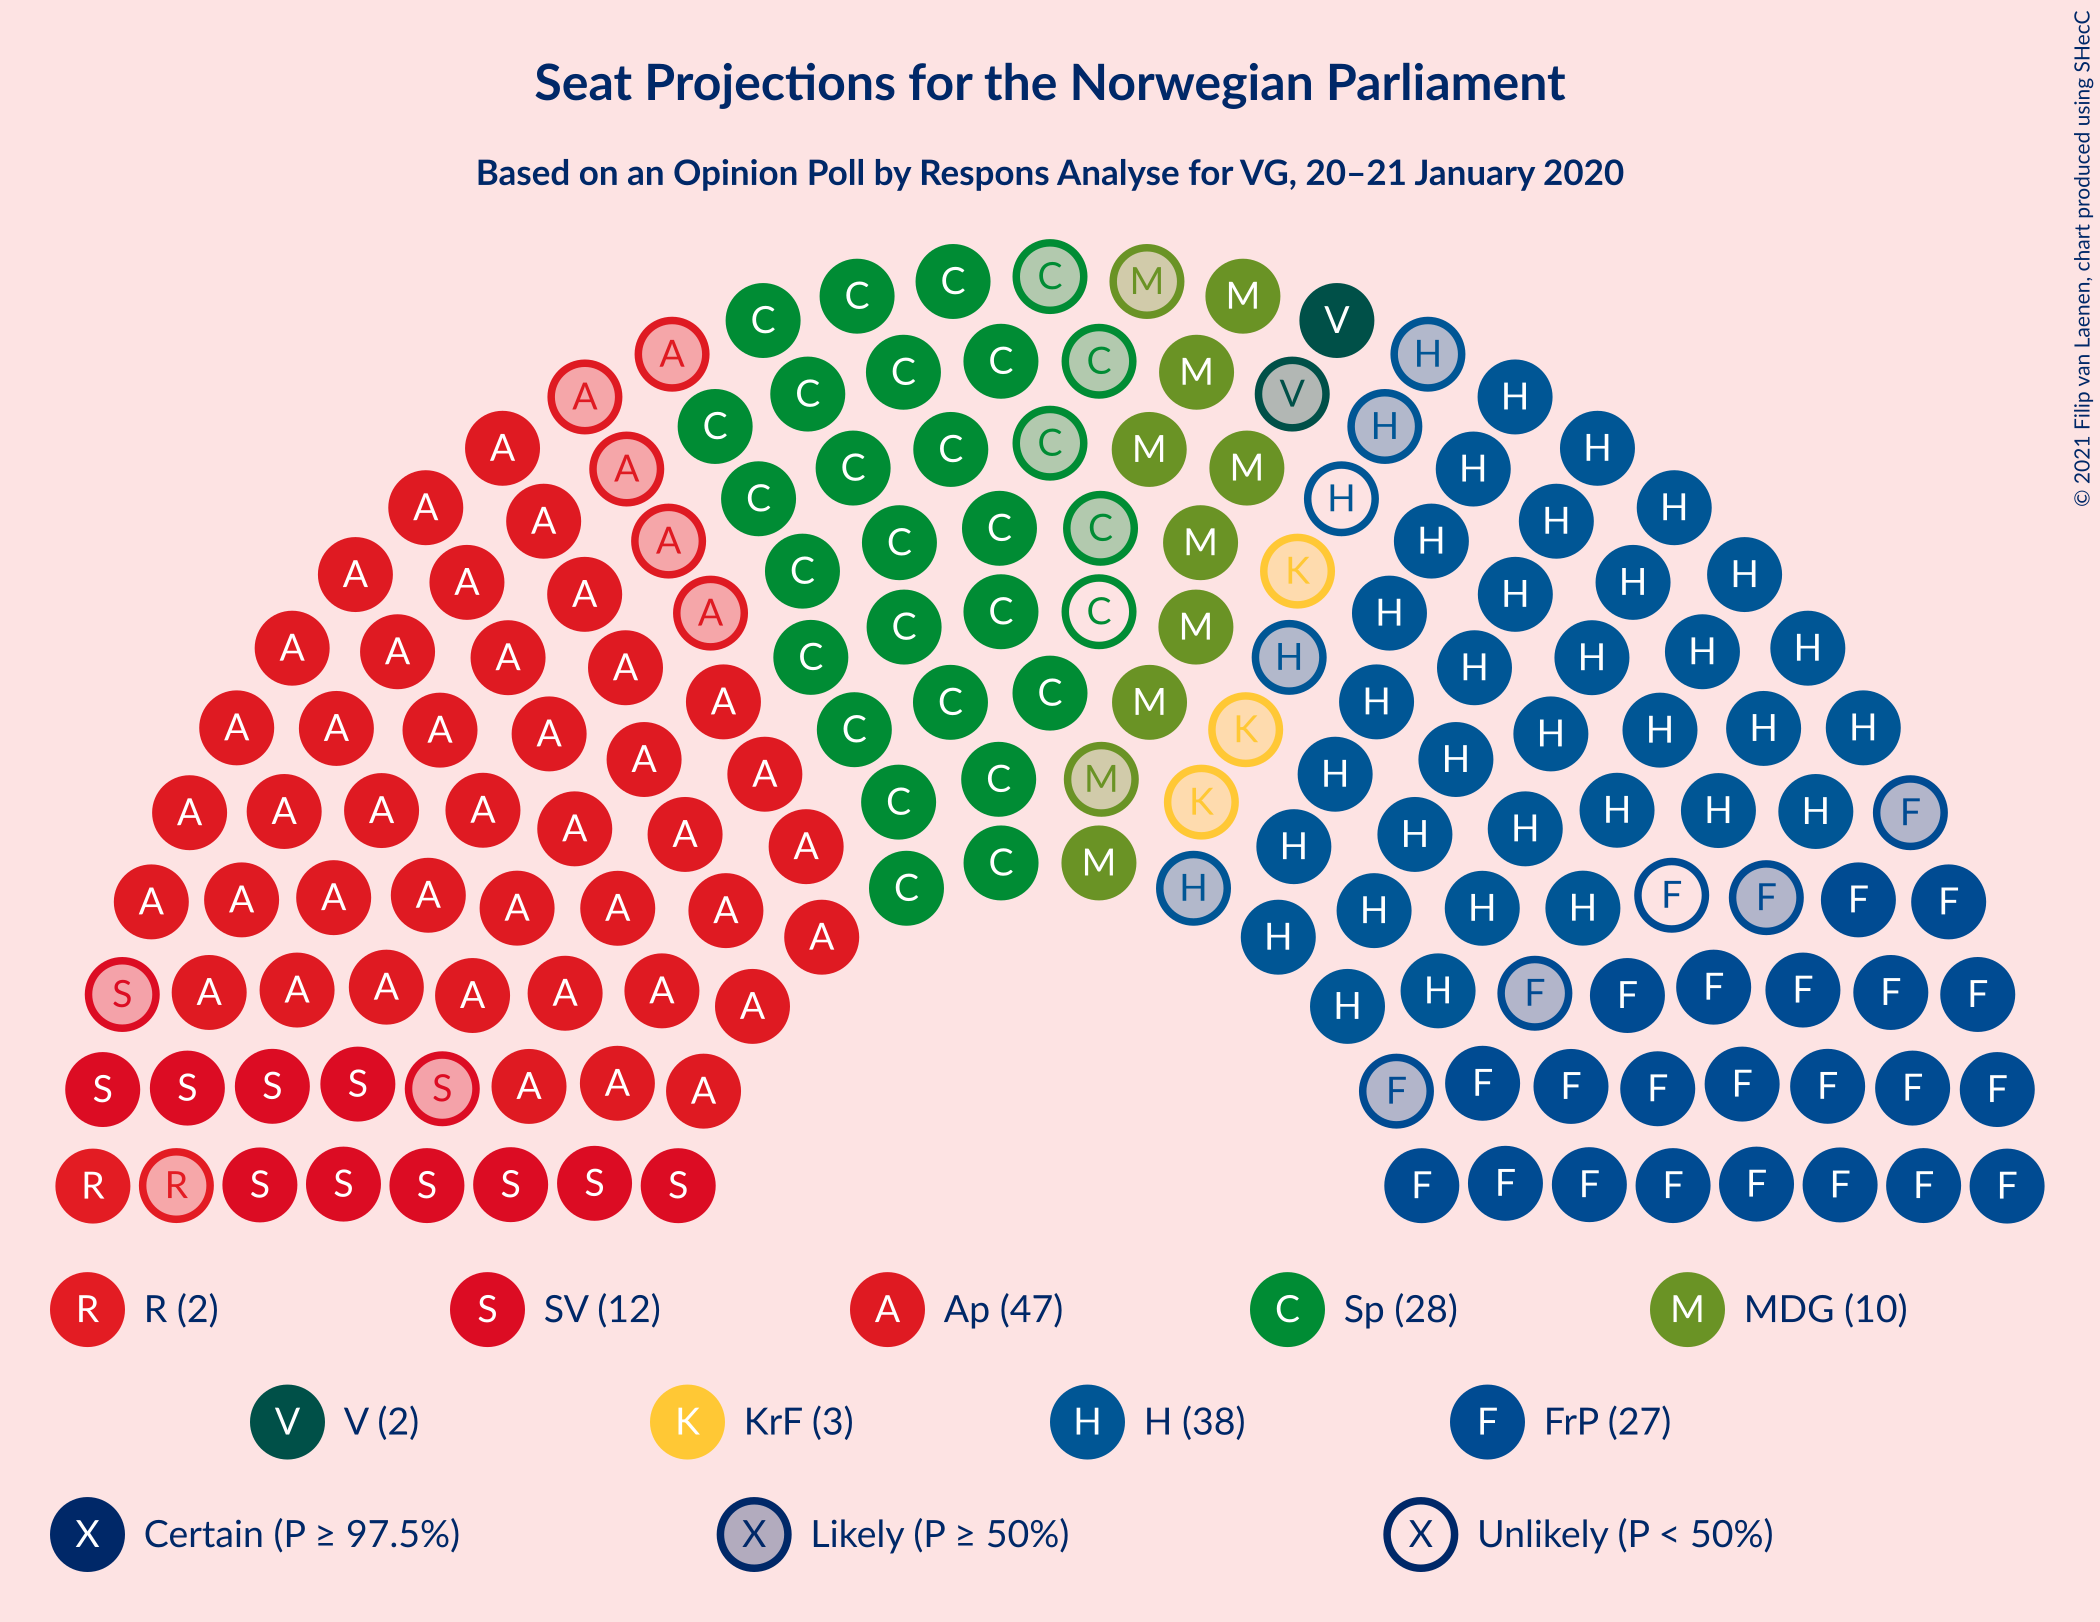 Seat Projections for the Norwegian Parliament
Based on an Opinion Poll by Respons Analyse for VG, 20–21 January 2020
© 2021 Filip van Laenen, chart produced using SHecC
C C C C M M V H
A C C C C M V H H
A C C C C M M H H H
A A C C C C M K H H H
A A A C C C C M H H H H
A A A A C C C M K H H H H
A A A A A C C M K H H H H H
A A A A A A C C M H H H H H H
A A A A A A A H H H H H H H
A A A A A A A H H H H H H F
A A A A A A A A H H H H F F F F
S A A A A A A A H H F F F F F F
S S S S S A A A F F F F F F F F
R R S S S S S S F F F F F F F F
R R (2) S SV (12) A Ap (47) C Sp (28) M MDG (10)
V V (2) K KrF (3) H H (38) F FrP (27)
X Certain (P ≥ 97.5%) X Likely (P ≥ 50%) X Unlikely (P < 50%)